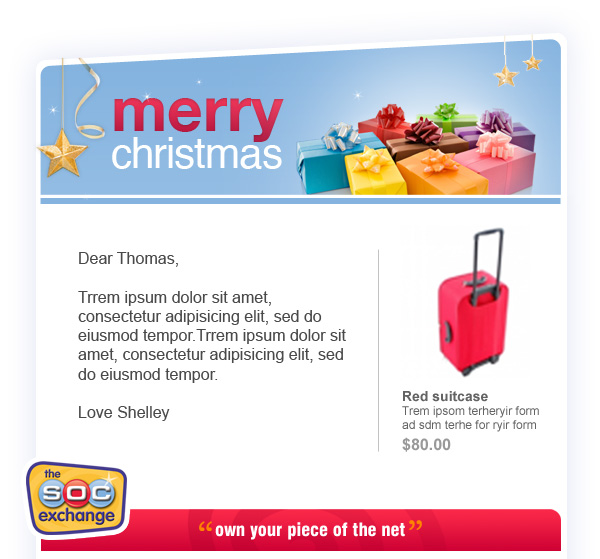 merry
christmas
Dear Thomas,
Trrem ipsum dolor sit amet,
consectetur adipisicing elit, sed do
eiusmod tempor.Trrem ipsum dolor sit
amet, consectetur adipisicing elit, sed
do eiusmod tempor.
Love Shelley
Red suitcase
Trem ipsom terheryir form
ad sdm terhe for ryir form
$80.00
the
SOC
exchange
“own your piece of the net”